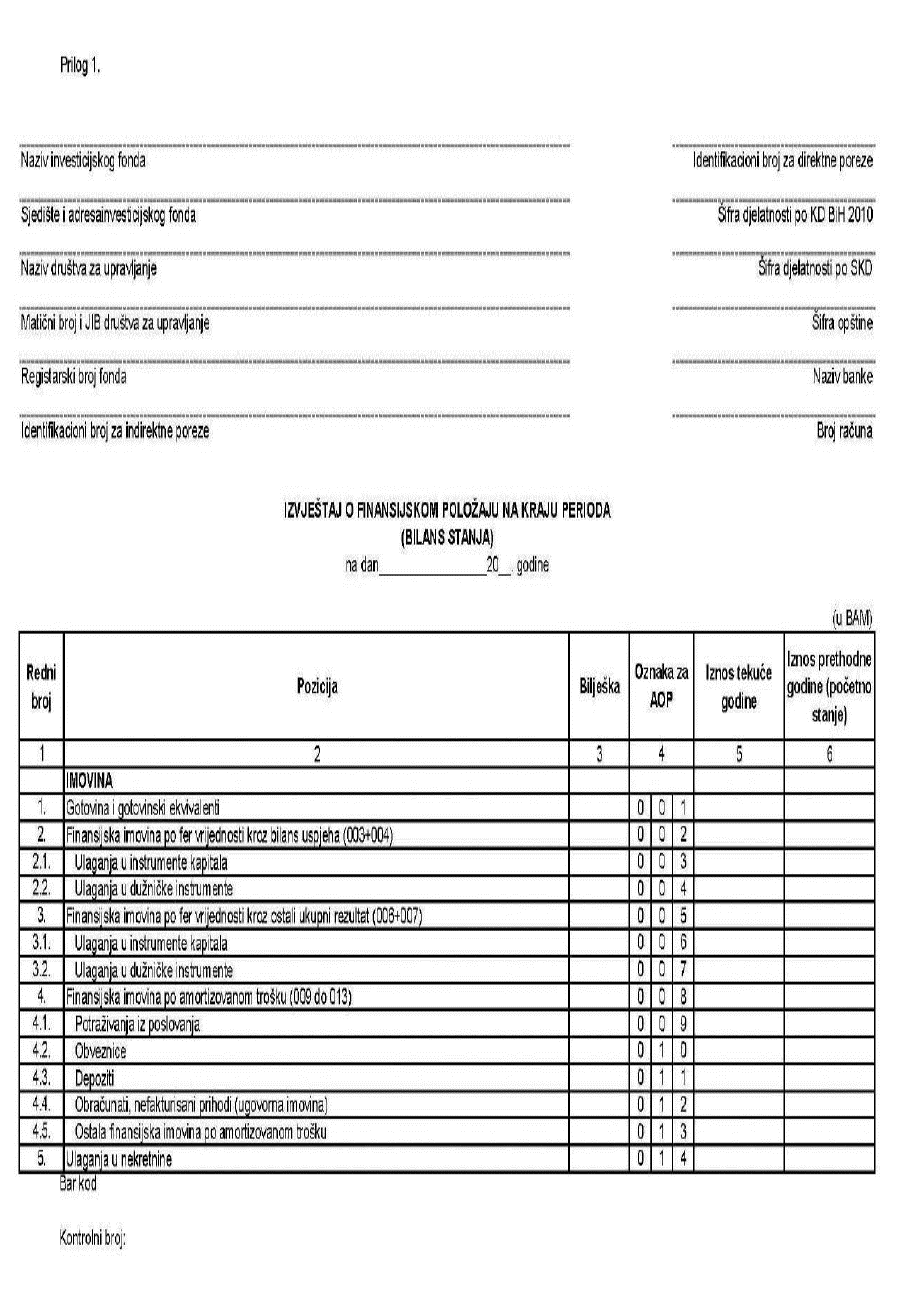 Prilog 1.
Naziv investicijskog fonda Identifikacioni broj za direktne poreze
Sjedište i adresainvesticijskog fonda Šifra djelatnosti po KD BiH 2010
Naziv društva za upravljanje Šifra djelatnosti po SKD
Matični broj i JIB društva za upravljanje Šifra opštine
Registarski broj fonda Naziv banke
Identifikacioni broj za indirektne poreze Broj računa
IZVJEŠTAJ O FINANSIJSKOM POLOŽAJU NA KRAJU PERIODA
(BILANS STANJA)
na dan_________________20__. godine
(u BAM)
Redni broj Pozicija Bilješka Oznaka za AOP Iznos tekuće godine Iznos prethodne godine (početno stanje)
1 2 3 4 5 6
IMOVINA
1. Gotovina i gotovinski ekvivalenti 0 0 1
2. Finansijska imovina po fer vrijednosti kroz bilans uspjeha (003+004) 0 0 2
2.1. Ulaganja u instrumente kapitala 0 0 3
2.2. Ulaganja u dužničke instrumente 0 0 4
3. Finansijska imovina po fer vrijednosti kroz ostali ukupni rezultat (006+007) 0 0 5
3.1. Ulaganja u instrumente kapitala 0 0 6
3.2. Ulaganja u dužničke instrumente 0 0 7
4. Finansijska imovina po amortizovanom trošku (009 do 013) 0 0 8
4.1. Potraživanja iz poslovanja 0 0 9
4.2. Obveznice 0 1 0
4.3. Depoziti 0 1 1
4.4. Obračunati, nefakturisani prihodi (ugovorna imovina) 0 1 2
4.5. Ostala finansijska imovina po amortizovanom trošku 0 1 3
5. Ulaganja u nekretnine 0 1 4
Bar kod
Kontrolni broj: